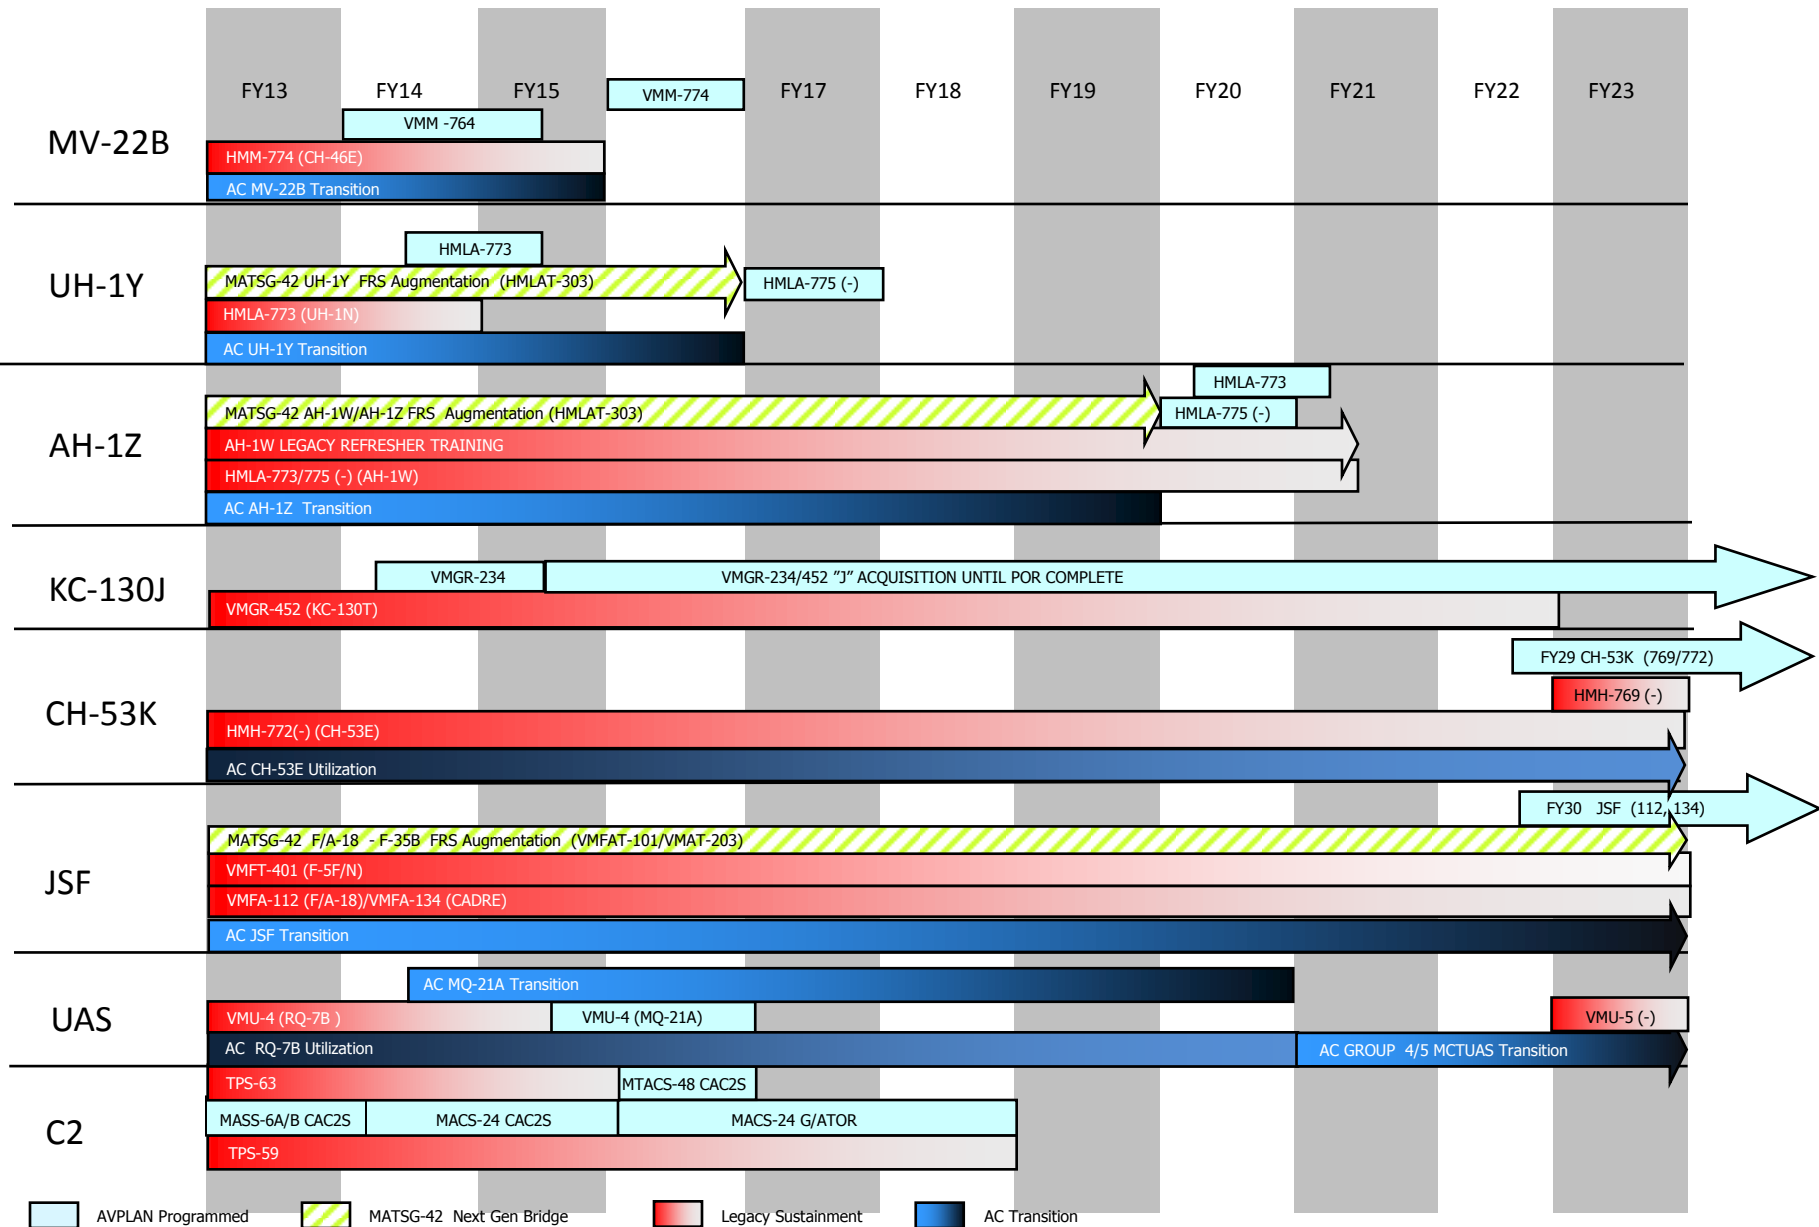 FY13 FY14 FY15 VMM-774 FY17 FY18 FY19 FY20 FY21 FY22 FY23
MV-22B
VMM -764
HMM-774 (CH-46E)
AC MV-22B Transition
UH-1Y
HMLA-773
MATSG-42 UH-1Y  FRS Augmentation  (HMLAT-303)
HMLA-775 (-)
HMLA-773 (UH-1N)
AC UH-1Y Transition
AH-1Z
HMLA-773
MATSG-42 AH-1W/AH-1Z FRS  Augmentation (HMLAT-303)
HMLA-775 (-)
AH-1W LEGACY REFRESHER TRAINING
HMLA-773/775 (-) (AH-1W)
AC AH-1Z  Transition
KC-130J
VMGR-234
VMGR-234/452 ”J” ACQUISITION UNTIL POR COMPLETE
VMGR-452 (KC-130T)
CH-53K
FY29 CH-53K  (769/772)
HMH-769 (-)
HMH-772(-) (CH-53E)
AC CH-53E Utilization
JSF
FY30   JSF  (112, 134)
MATSG-42  F/A-18  - F-35B  FRS Augmentation  (VMFAT-101/VMAT-203)
VMFT-401 (F-5F/N)
VMFA-112 (F/A-18)/VMFA-134 (CADRE)
AC JSF Transition
UAS
AC MQ-21A Transition
VMU-4 (RQ-7B )
VMU-4 (MQ-21A)
VMU-5 (-)
AC  RQ-7B Utilization
AC GROUP  4/5 MCTUAS Transition
C2
TPS-63
MTACS-48 CAC2S
MASS-6A/B CAC2S
MACS-24 CAC2S
MACS-24 G/ATOR
TPS-59
AVPLAN Programmed
MATSG-42  Next Gen Bridge
Legacy Sustainment
AC Transition